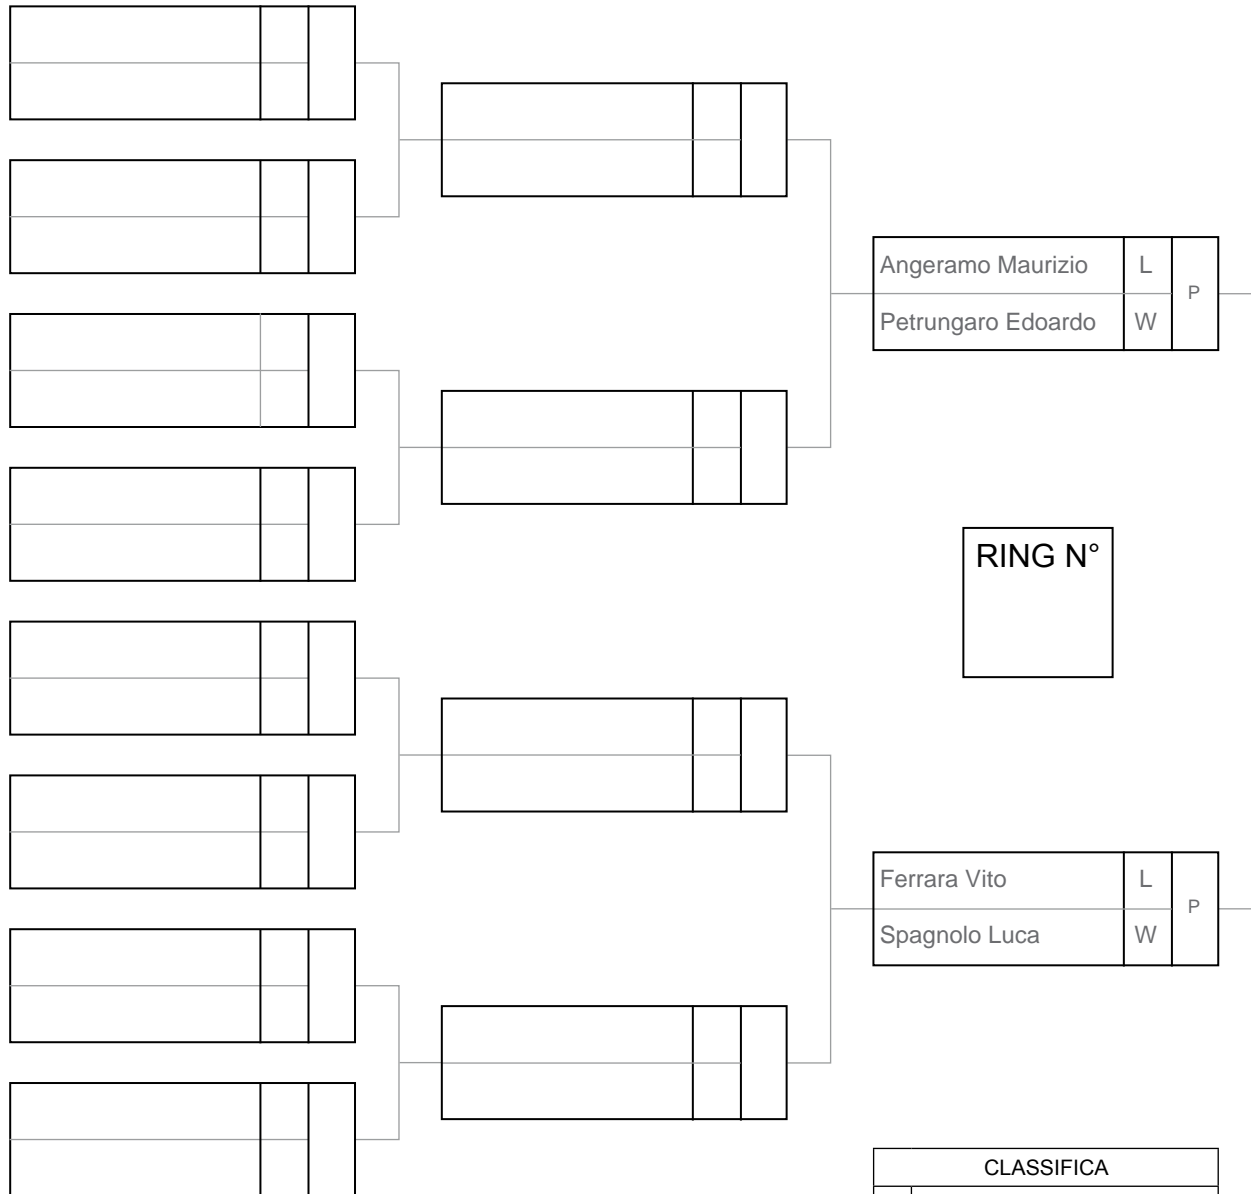 Angeramo Maurizio L
P
Petrungaro Edoardo W
RING N°
Ferrara Vito L
P
Spagnolo Luca W
CLASSIFICA